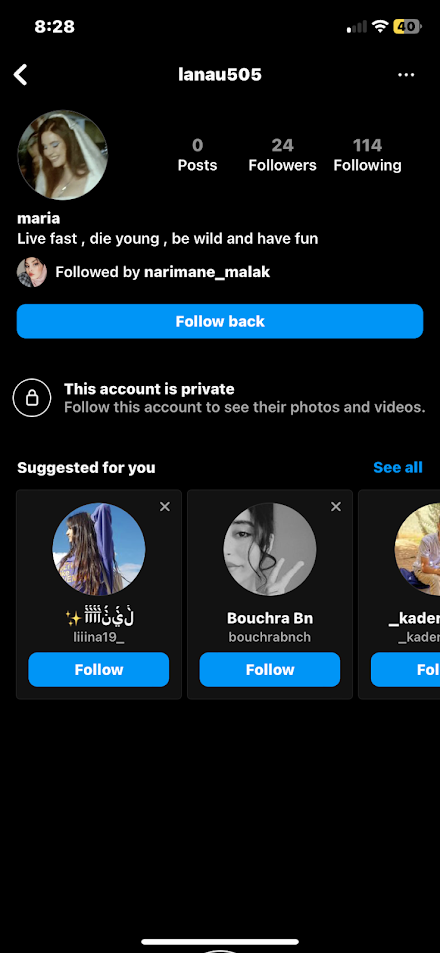 8:28
40
lanau505
0
24
114
Posts
Followers
Following
maria
Live fast , die young , be wild and have fun
Followed by narimane_malak
Follow back
This account is private
Follow this account to see their photos and videos.
Suggested for you
See all
liiina19_
Follow
Bouchra Bn
bouchrabnch
Follow
_kader
_kader
Fol